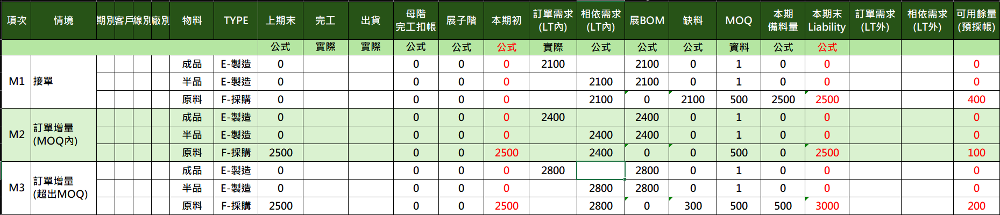 項次 情境 期別 客戶 線別 廠別 物料 TYPE 上期末 完工 出貨 母階完工扣帳 展子階 本期初 訂單需求(LT內) 相依需求(LT內) 展BOM 缺料 MOQ 本期備料量 本期末Liability 訂單需求(LT外) 相依需求(LT外) 可用餘量(預採帳)
公式 實際 實際 公式 公式 公式 實際 公式 公式 公式 資料 公式 公式
M1 接單 成品 E-製造 0 0 0 0 2100 2100 0 1 0 0 0
半品 E-製造 0 0 0 0 2100 2100 0 1 0 0 0
原料 F-採購 0 0 0 0 2100 0 2100 500 2500 2500 400
M2 訂單增量(MOQ內) 成品 E-製造 0 0 0 0 2400 2400 0 1 0 0 0
半品 E-製造 0 0 0 0 2400 2400 0 1 0 0 0
原料 F-採購 2500 0 0 2500 2400 0 0 500 0 2500 100
M3 訂單增量(超出MOQ) 成品 E-製造 0 0 0 0 2800 2800 0 1 0 0 0
半品 E-製造 0 0 0 0 2800 2800 0 1 0 0 0
原料 F-採購 2500 0 0 2500 2800 0 300 500 500 3000 200